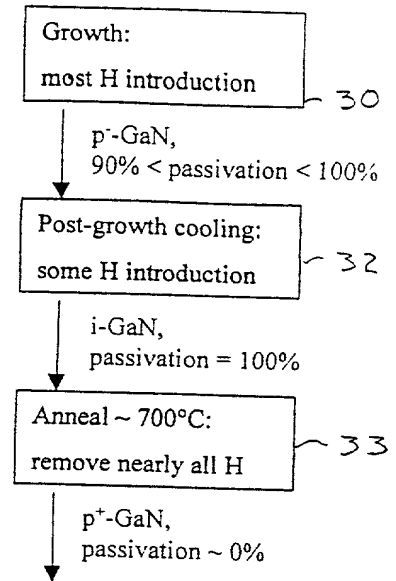 Growth:
most H introduction
30
p⁻-GaN,
90% < passivation < 100%
Post-growth cooling:
some H introduction
32
i-GaN,
passivation = 100%
Anneal ~ 700°C:
remove nearly all H
33
p⁺-GaN,
passivation ~ 0%